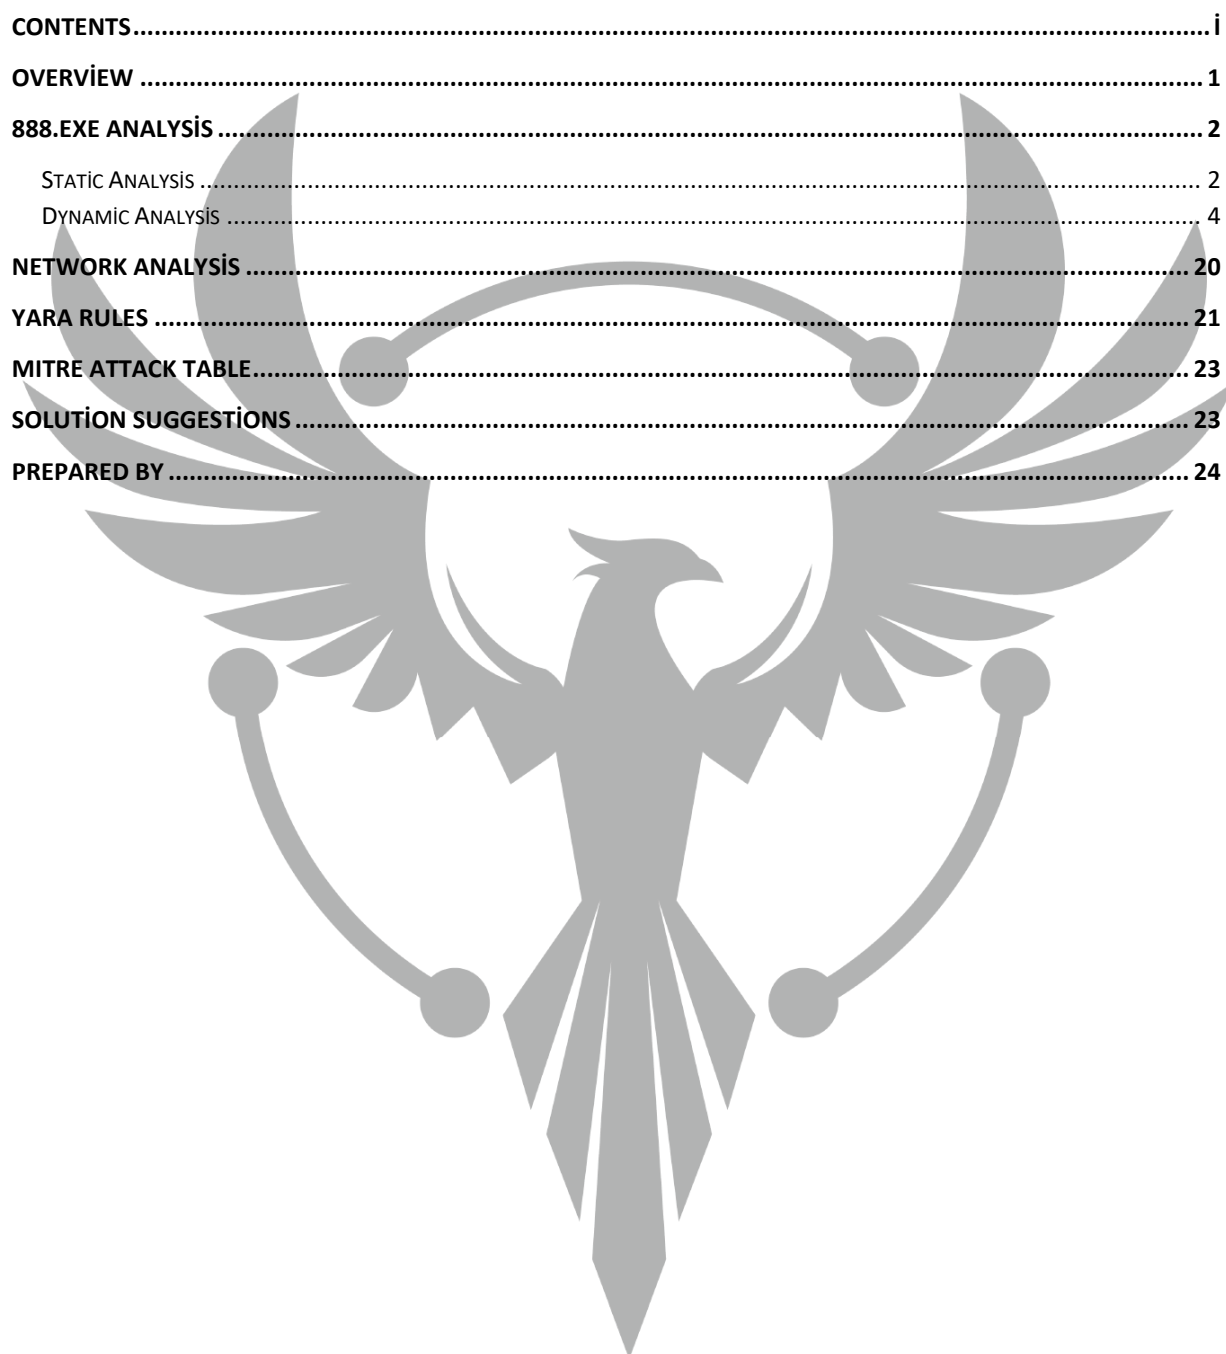 CONTENTS........................................................................................................ İ
OVERVİEW ........................................................................................................ 1
888.EXE ANALYSİS ........................................................................................................ 2
STATİC ANALYSİS ........................................................................................................ 2
DYNAMİC ANALYSİS ........................................................................................................ 4
NETWORK ANALYSİS ........................................................................................................ 20
YARA RULES ........................................................................................................ 21
MITRE ATTACK TABLE........................................................................................................ 23
SOLUTİON SUGGESTİONS ........................................................................................................ 23
PREPARED BY ........................................................................................................ 24